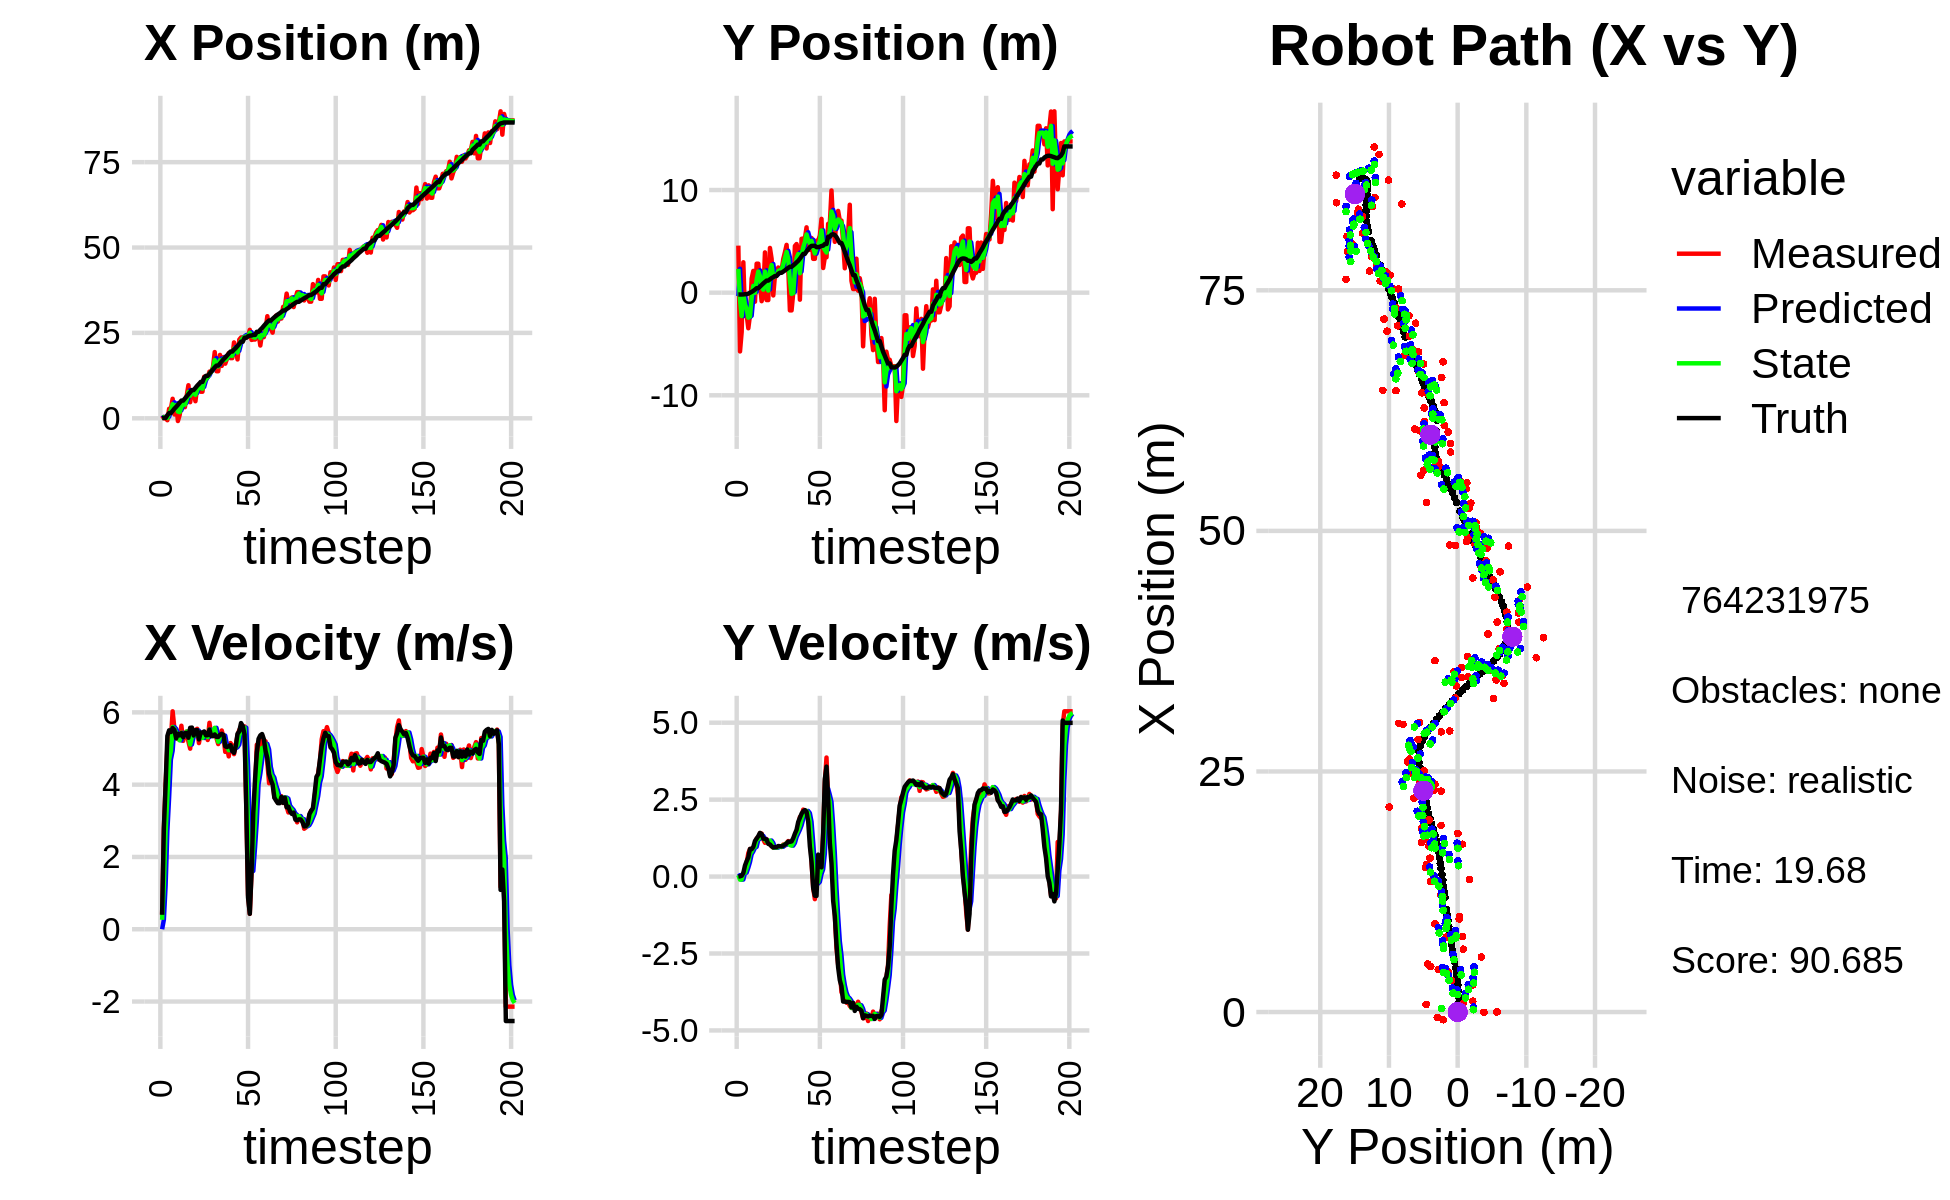 X Position (m)
75
50
25
0
0
50
100
150
200
timestep
Y Position (m)
10
0
-10
0
50
100
150
200
timestep
X Velocity (m/s)
6
4
2
0
-2
0
50
100
150
200
timestep
Y Velocity (m/s)
5.0
2.5
0.0
-2.5
-5.0
0
50
100
150
200
timestep
Robot Path (X vs Y)
X Position (m)
75
50
25
0
20 10 0 -10 -20
Y Position (m)
variable
Measured
Predicted
State
Truth
764231975
Obstacles: none
Noise: realistic
Time: 19.68
Score: 90.685